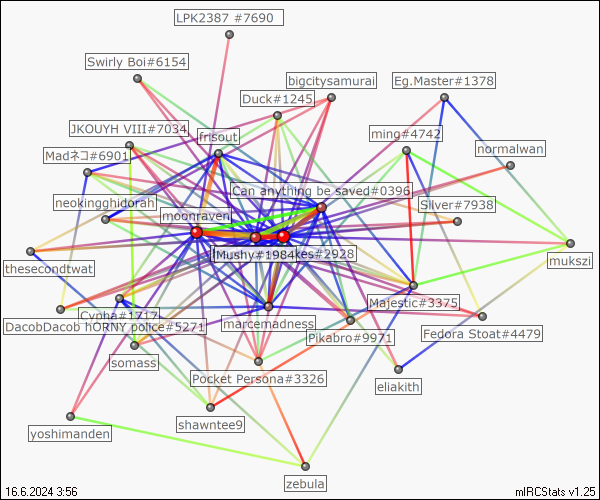 LPK2387 #7690
Swirly Boi#6154
bigcitysamurai
Eg.Master#1378
Duck#1245
JKOUYH VIII#7034
frisout
ming#4742
Madネコ#6901
normalwan
Can anything be saved#0396
neokingghidorah
moonraven
Silver#7938
[Mushy#1984
kes#2928
mukszi
thesecondtwat
Majestic#3375
Cynha#1717
DacobDacob hORNY police#5271
marcemadness
Pikabro#9971
Fedora Stoat#4479
somass
Pocket Persona#3326
eliakith
shawntee9
yoshimanden
zebula
16.6.2024 3:56
mIRCStats v1.25